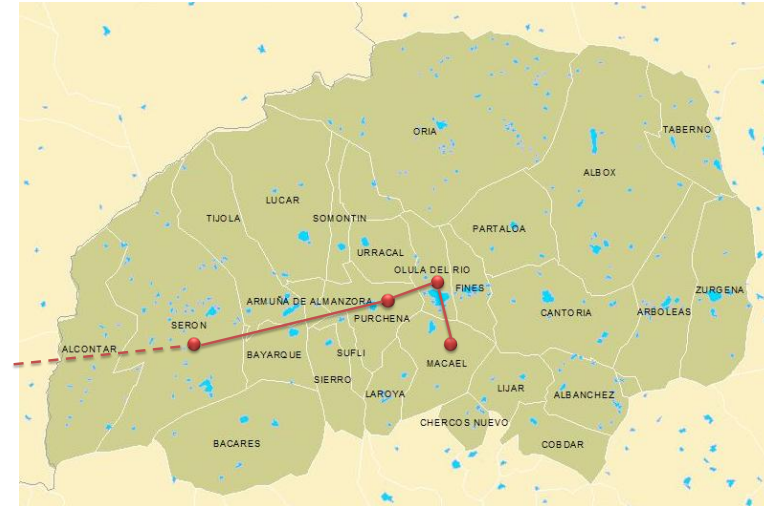 ORIA
TABERNO
ALBOX
LUCAR
TIJOLA
SOMONTIN
PARTALOA
URRACAL
OLULA DEL RIO
FINES
ZURGENA
ARMUÑA DE ALMANZORA
PURCHENA
CANTORIA
ARBOLEAS
SERON
ALCONTAR
BAYARQUE
SUFLI
MACAEL
SIERRO
LAROYA
LIJAR
ALBANCHEZ
CHERCOS NUEVO
BACARES
COBDAR